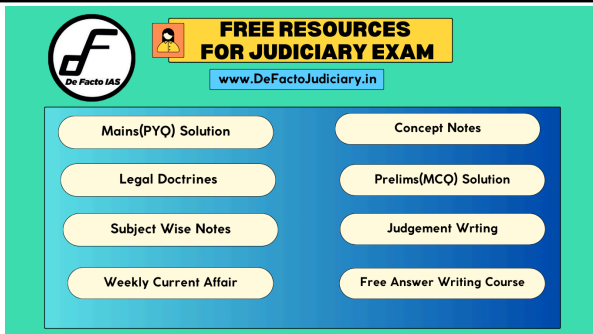 De Facto IAS
FREE RESOURCES
FOR JUDICIARY EXAM
www.DeFactoJudiciary.in
Mains(PYQ) Solution
Concept Notes
Legal Doctrines
Prelims(MCQ) Solution
Subject Wise Notes
Judgement Wrting
Weekly Current Affair
Free Answer Writing Course